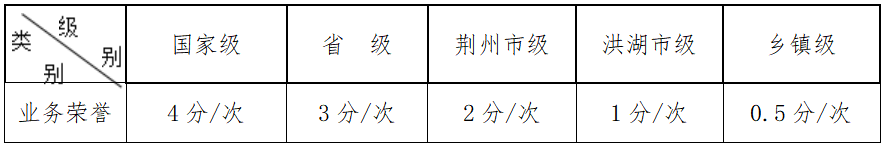 类别 级别 国家级 省 级 荆州市级 洪湖市级 乡镇级
业务荣誉 4分/次 3分/次 2分/次 1分/次 0.5分/次